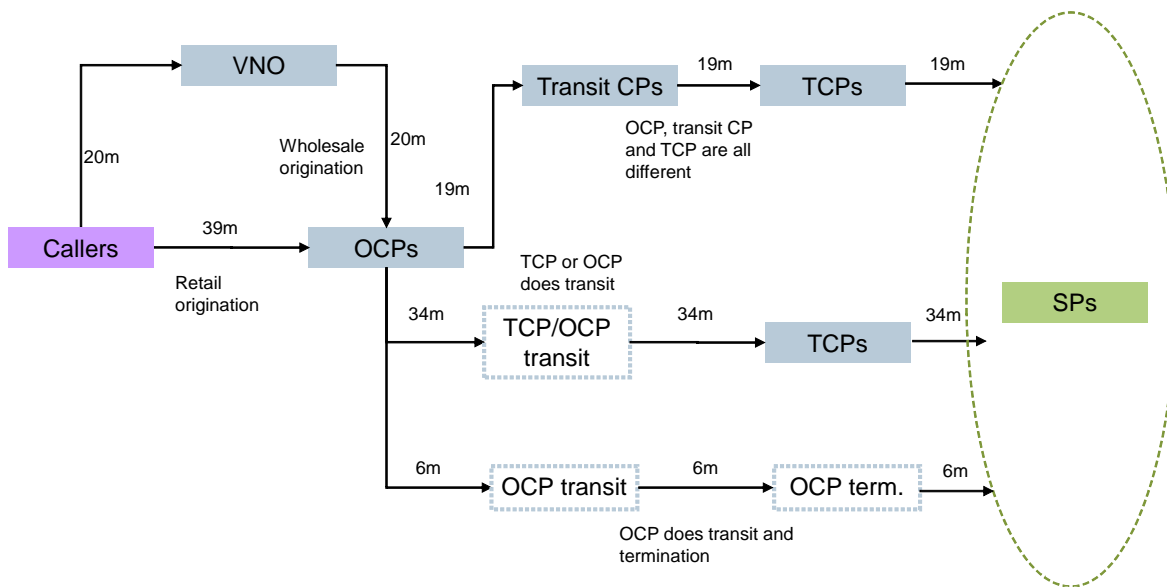 VNO
20m
Wholesale
origination
20m
Callers
39m
Retail
origination
OCPs
19m
Transit CPs
19m
TCPs
19m
OCP, transit CP
and TCP are all
different
TCP or OCP
does transit
34m
TCP/OCP
transit
34m
TCPs
34m
SPs
6m
OCP transit
6m
OCP term.
6m
OCP does transit and
termination